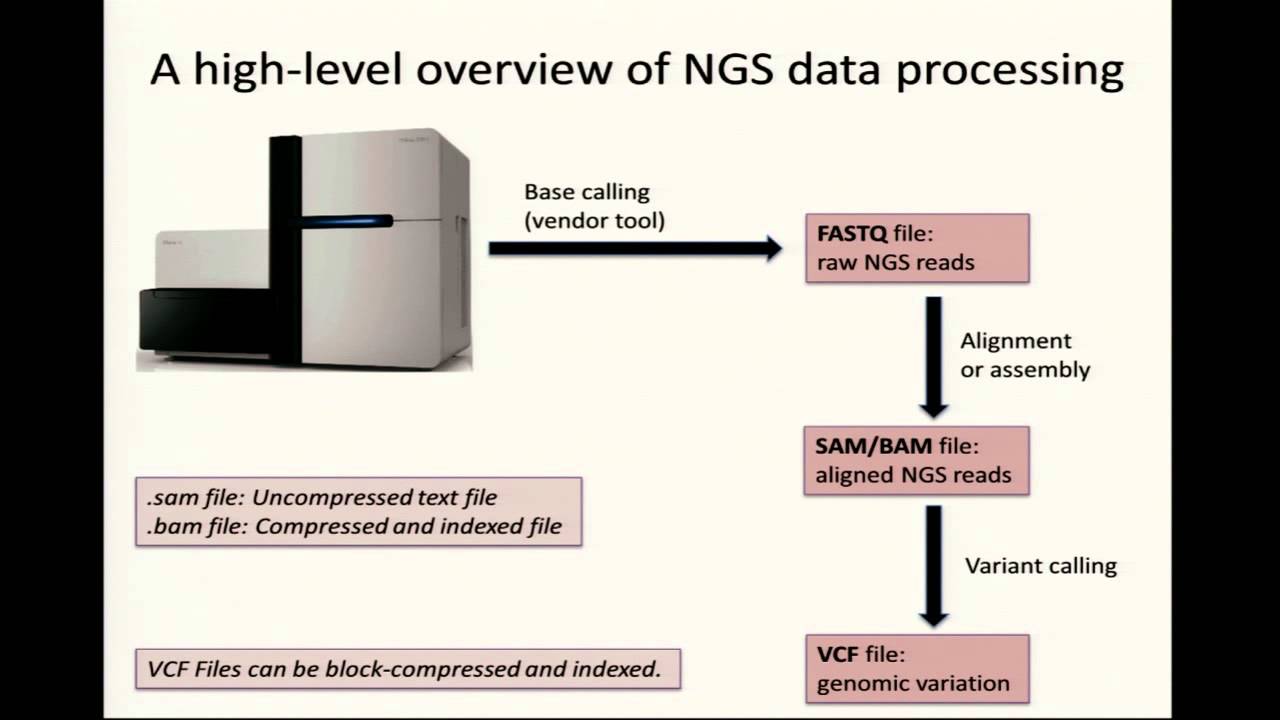 A high-level overview of NGS data processing
Base calling
(vendor tool)
FASTQ file:
raw NGS reads
Alignment
or assembly
SAM/BAM file:
aligned NGS reads
.sam file: Uncompressed text file
.bam file: Compressed and indexed file
Variant calling
VCF file:
genomic variation
VCF Files can be block-compressed and indexed.